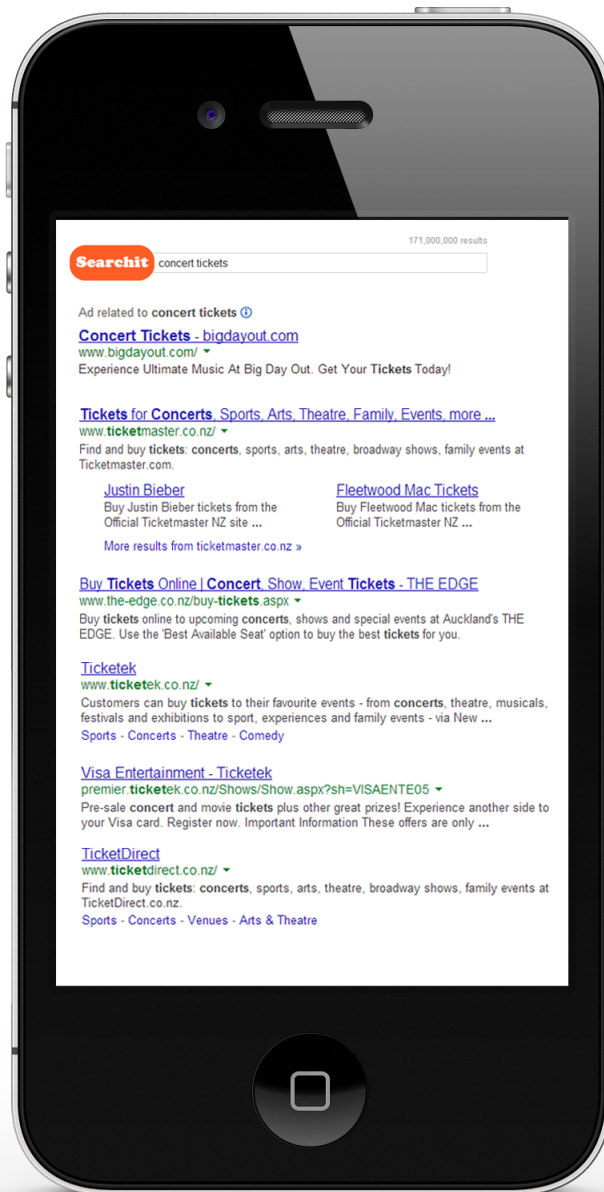 171,000,000 results
Searchit concert tickets
Ad related to concert tickets
Concert Tickets - bigdayout.com
www.bigdayout.com/
Experience Ultimate Music At Big Day Out. Get Your Tickets Today!
Tickets for Concerts, Sports, Arts, Theatre, Family, Events, more ...
www.ticketmaster.co.nz/
Find and buy tickets: concerts, sports, arts, theatre, broadway shows, family events at
Ticketmaster.com.
Justin Bieber
Buy Justin Bieber tickets from the
Official Ticketmaster NZ site ...
Fleetwood Mac Tickets
Buy Fleetwood Mac tickets from the
Official Ticketmaster NZ ...
More results from ticketmaster.co.nz »
Buy Tickets Online | Concert, Show, Event Tickets - THE EDGE
www.the-edge.co.nz/buy-tickets.aspx
Buy tickets online to upcoming concerts, shows and special events at Auckland's THE
EDGE. Use the 'Best Available Seat' option to buy the best tickets for you.
Ticketek
www.ticketek.co.nz/
Customers can buy tickets to their favourite events - from concerts, theatre, musicals,
festivals and exhibitions to sport, experiences and family events - via New ...
Sports - Concerts - Theatre - Comedy
Visa Entertainment - Ticketek
premier.ticketek.co.nz/Shows/Show.aspx?sh=VISAENTE05
Pre-sale concert and movie tickets plus other great prizes! Experience another side to
your Visa card. Register now. Important Information These offers are only ...
TicketDirect
www.ticketdirect.co.nz/
Find and buy tickets: concerts, sports, arts, theatre, broadway shows, family events at
TicketDirect.co.nz.
Sports - Concerts - Venues - Arts & Theatre